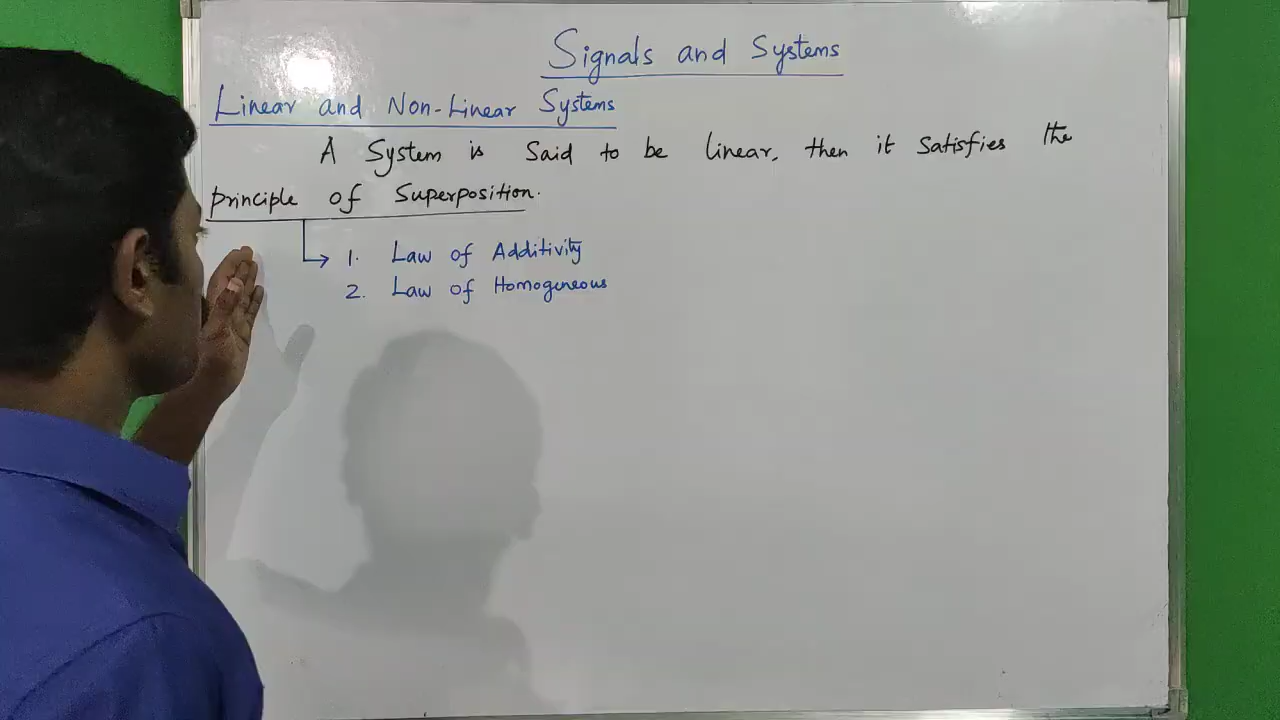 Signals and Systems
Linear and Non-Linear Systems
A System is Said to be linear, then it Satisfies the
principle of Superposition.
1. Law of Additivity
2. Law of Homogeneous